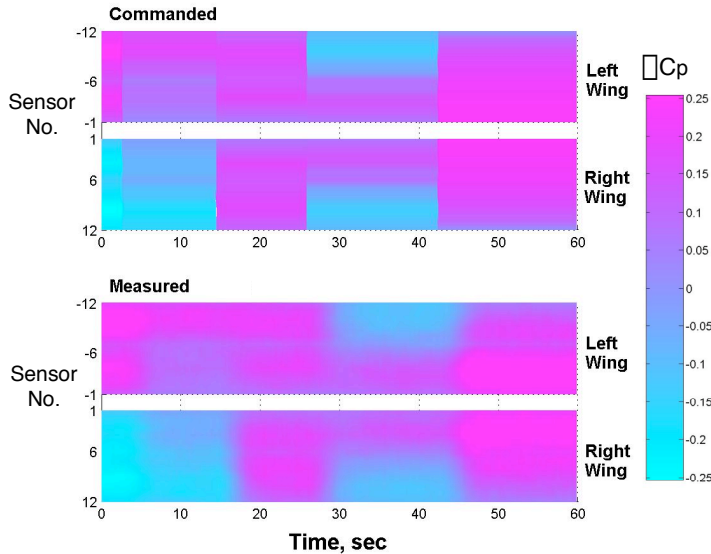 Commanded
-12
-6
-1
Sensor
No.
Left
Wing
1
6
12
Right
Wing
0
10
20
30
40
50
60
Measured
-12
-6
-1
Sensor
No.
Left
Wing
1
6
12
Right
Wing
0
10
20
30
40
50
60
Time, sec
□Cp
0.25
0.2
0.15
0.1
0.05
0
-0.05
-0.1
-0.15
-0.2
-0.25